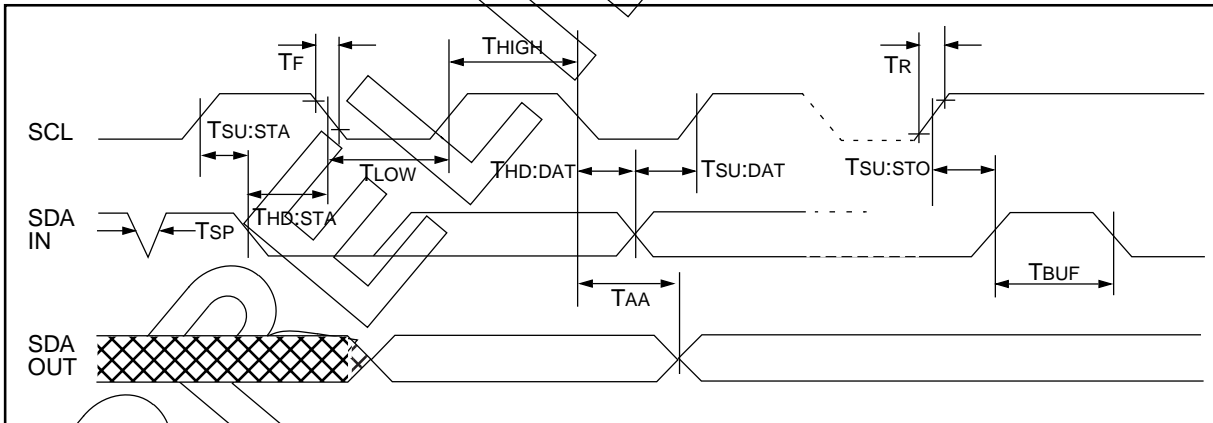 TF
THIGH
TR
SCL
TSU:STA
TLOW
THD:DAT
TSU:DAT
TSU:STO
SDA
IN
TSP
THD:STA
TAA
TBUF
SDA
OUT